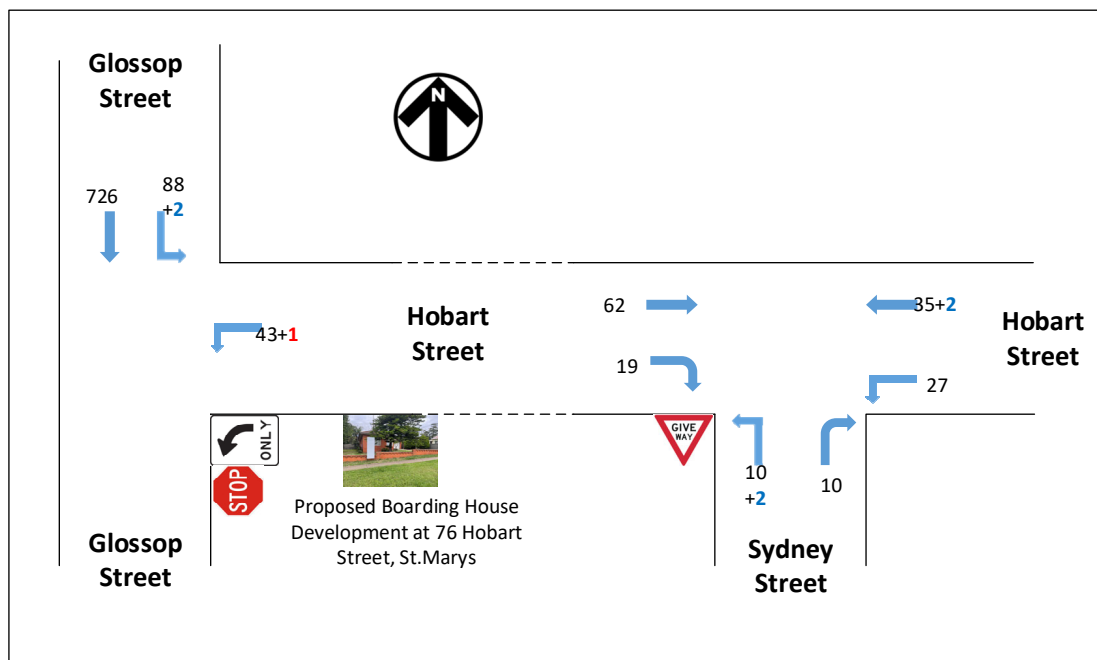 Glossop
Street
N
726
88
+2
62
35+2
Hobart
Street
43+1
Hobart
Street
19
27
ONLY
GIVE
WAY
STOP
10
+2
10
Proposed Boarding House
Development at 76 Hobart
Street, St.Marys
Glossop
Street
Sydney
Street